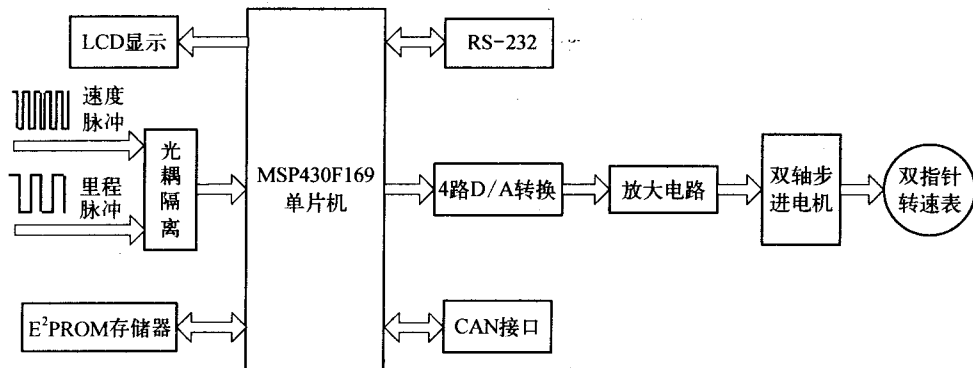 LCD显示
RS-232
速度
脉冲
里程
脉冲
光
耦
隔
离
MSP430F169
单片机
4路D/A转换
放大电路
双轴步
进电机
双指针
转速表
E²PROM存储器
CAN接口